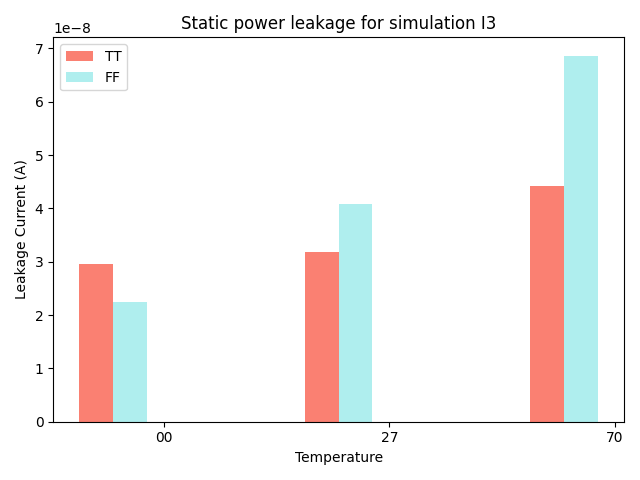 Static power leakage for simulation I3
1e−8
TT
FF
7
6
5
4
3
2
1
0
Leakage Current (A)
00
27
70
Temperature